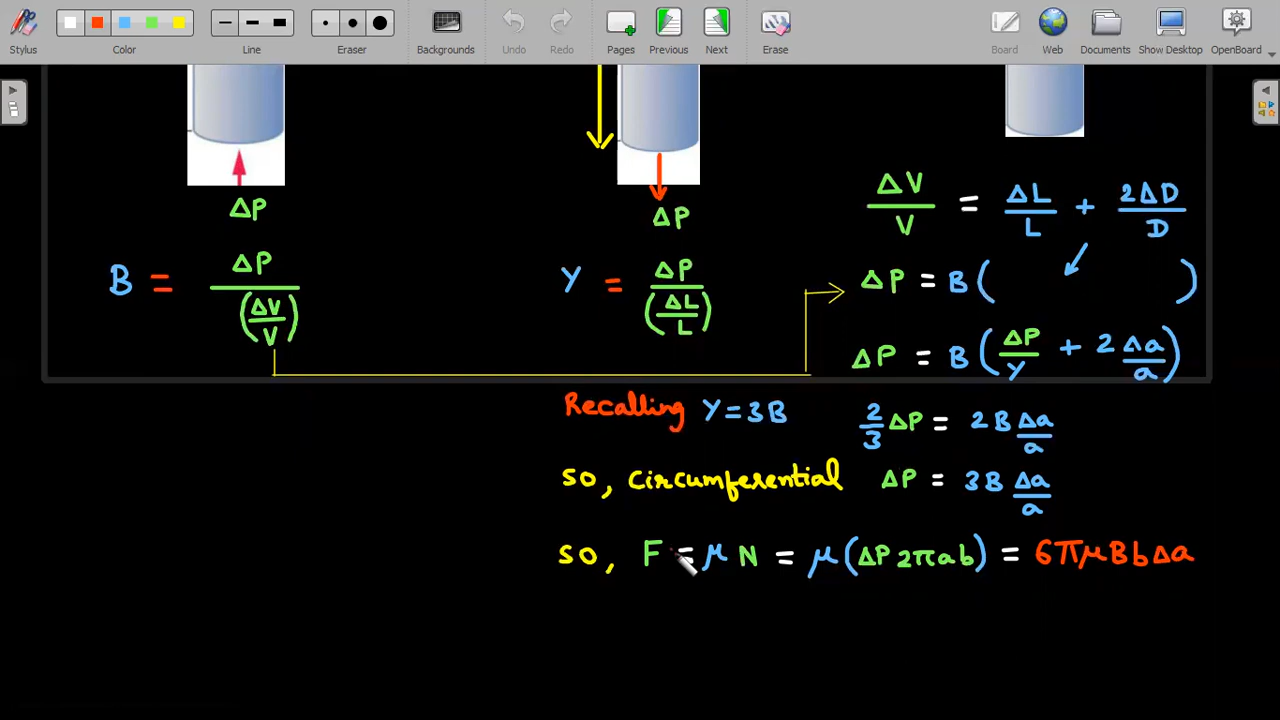 Stylus Color Line Eraser Backgrounds Undo Redo Pages Previous Next Erase Board Web Documents Show Desktop OpenBoard
ΔP
B = ΔP / (ΔV/V)
ΔP
Y = ΔP / (ΔL/L)
ΔV/V = ΔL/L + 2ΔD/D
ΔP = B( )
ΔP = B(ΔP/Y + 2 Δa/a)
Recalling Y = 3B
2/3 ΔP = 2B Δa/a
So, Circumferential ΔP = 3B Δa/a
So, F = μN = μ(ΔP 2πab) = 6πμBbΔa